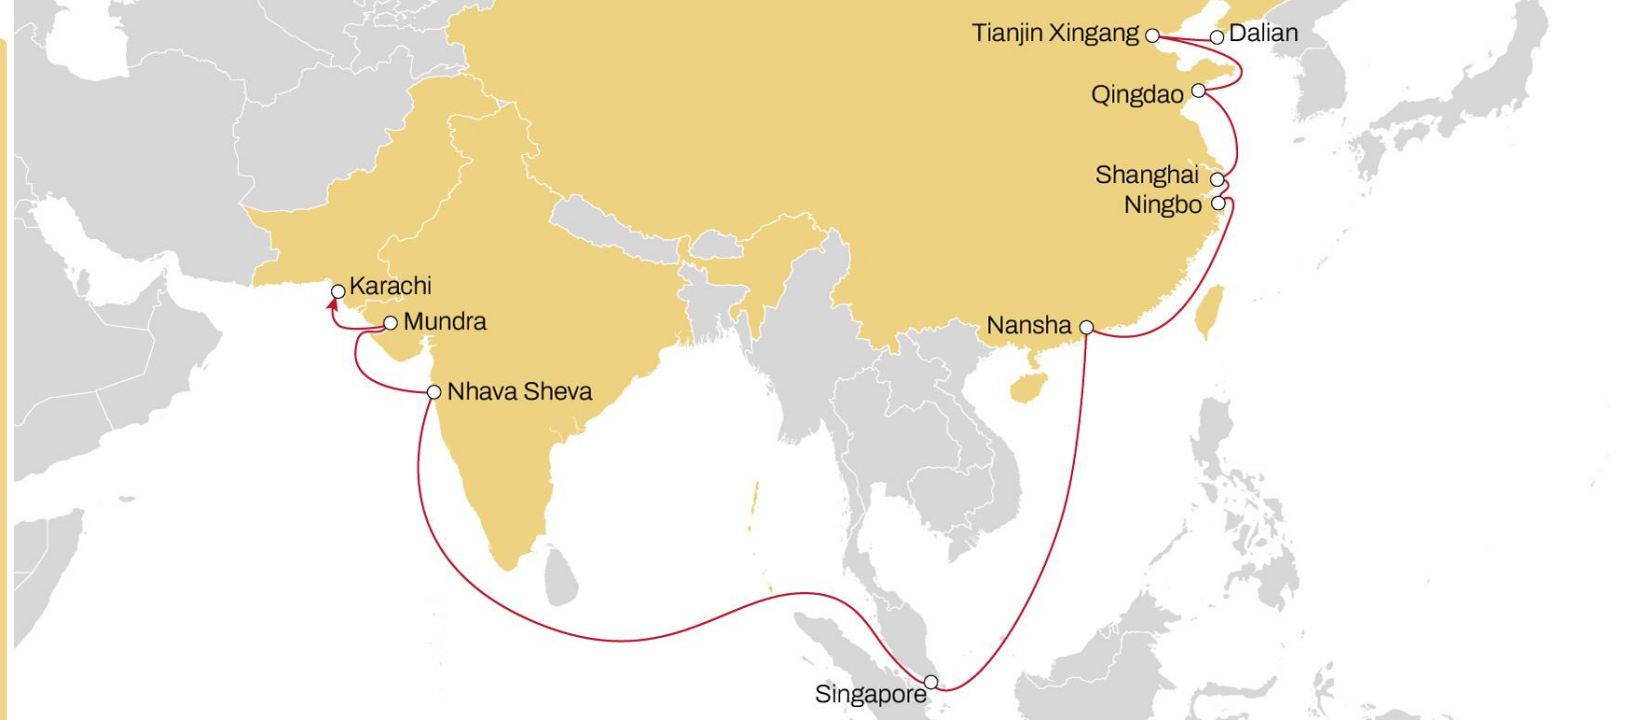 Tianjin Xingang
Dalian
Qingdao
Shanghai
Ningbo
Karachi
Mundra
Nansha
Nhava Sheva
Singapore